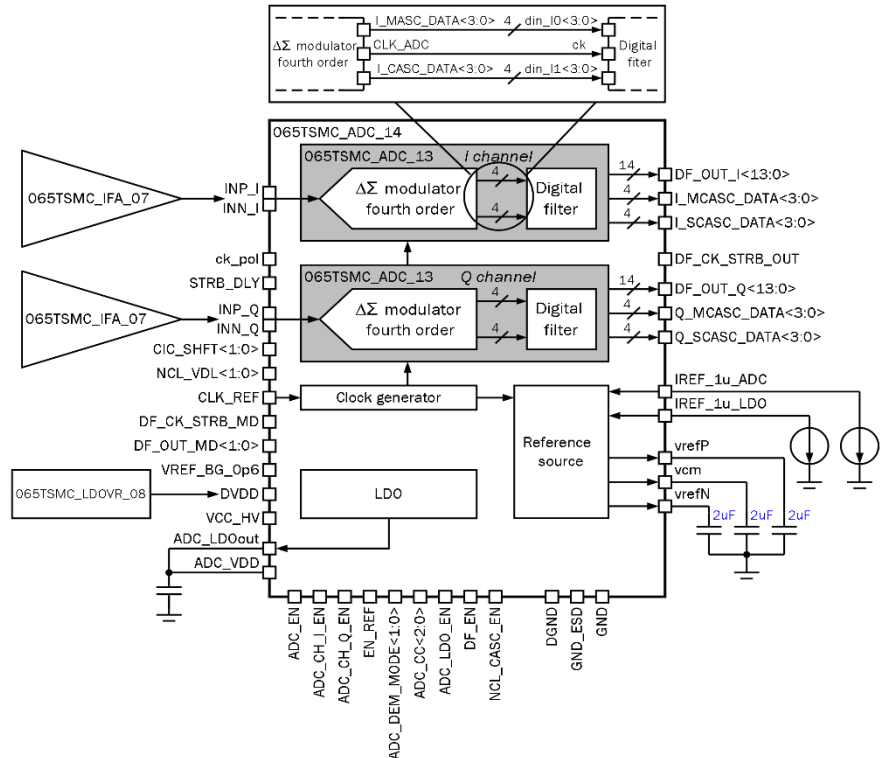 I_MASC_DATA<3:0> 4 din_I0<3:0>
ΔΣ modulator
fourth order
CLK_ADC ck
Digital
fiter
I_CASC_DATA<3:0> 4 din_I1<3:0>
065TSMC_ADC_14
065TSMC_ADC_13 i channel
065TSMC_IFA_07
INP_I
INN_I
ΔΣ modulator
fourth order
4
4
Digital
filter
14
DF_OUT_I<13:0>
4
I_MCASC_DATA<3:0>
4
I_SCASC_DATA<3:0>
ck_pol
STRB_DLY
DF_CK_STRB_OUT
065TSMC_ADC_13 Q channel
065TSMC_IFA_07
INP_Q
INN_Q
ΔΣ modulator
fourth order
4
4
Digital
filter
14
DF_OUT_Q<13:0>
4
Q_MCASC_DATA<3:0>
4
Q_SCASC_DATA<3:0>
CIC_SHFT<1:0>
NCL_VDL<1:0>
CLK_REF
Clock generator
DF_CK_STRB_MD
DF_OUT_MD<1:0>
VREF_BG_0p6
065TSMC_LDOVR_08
DVDD
VCC_HV
ADC_LDOout
ADC_VDD
LDO
Reference
source
IREF_1u_ADC
IREF_1u_LDO
vrefP
vcm
vrefN
2uF
2uF
2uF
ADC_EN
ADC_CH_I_EN
ADC_CH_Q_EN
EN_REF
ADC_DEM_MODE<1:0>
ADC_CC<2:0>
ADC_LDO_EN
DF_EN
NCL_CASC_EN
DGND
GND_ESD
GND